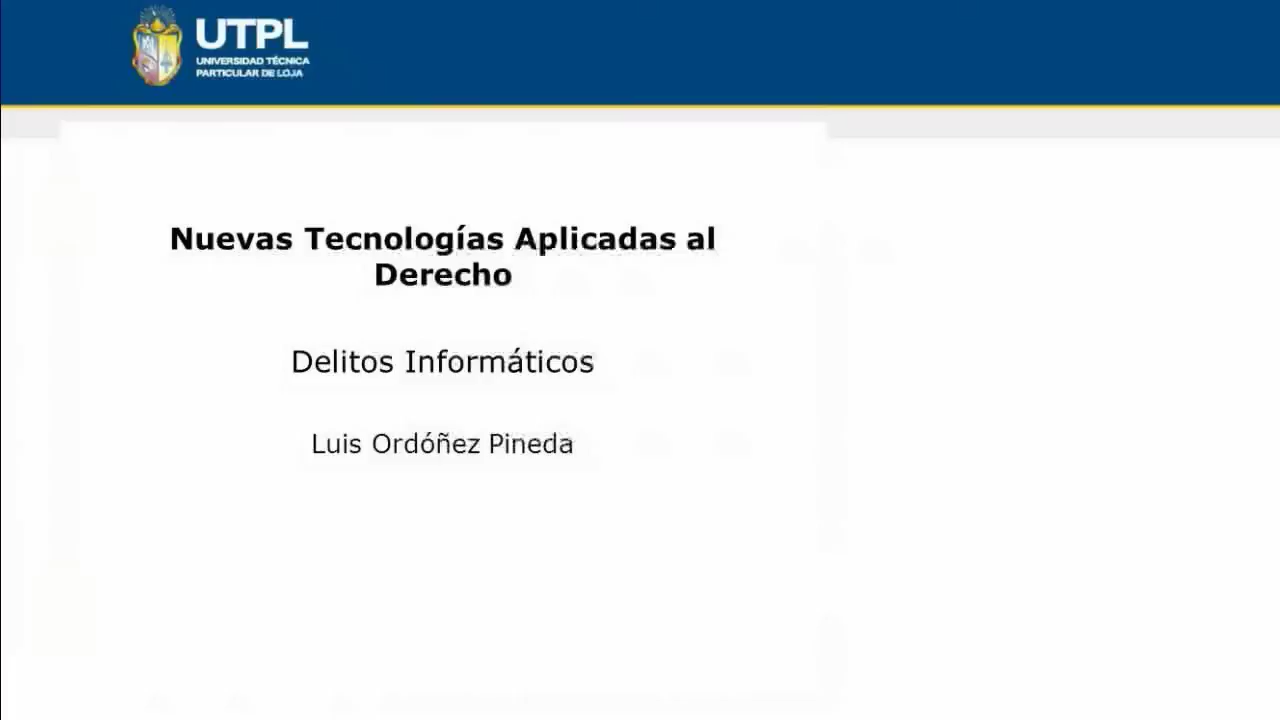 UTPL
UNIVERSIDAD TÉCNICA
PARTICULAR DE LOJA
Nuevas Tecnologías Aplicadas al
Derecho
Delitos Informáticos
Luis Ordóñez Pineda